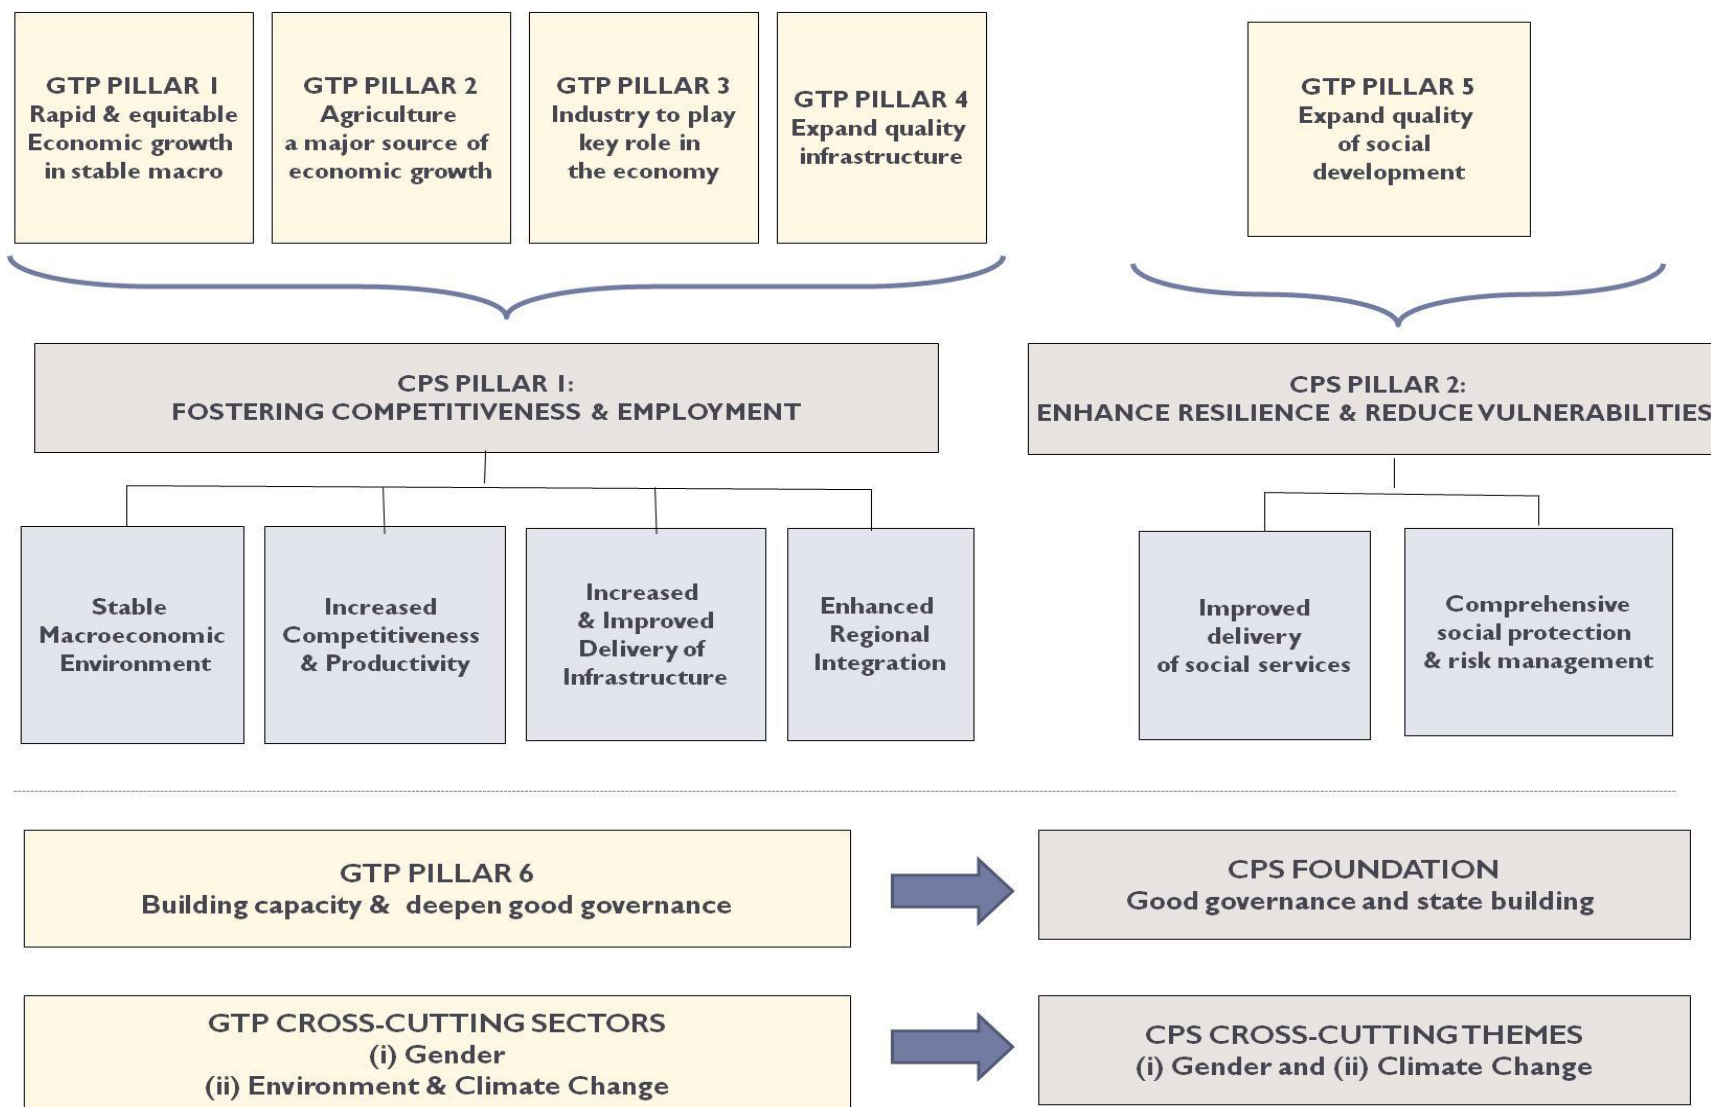 GTP PILLAR 1
Rapid & equitable
Economic growth
in stable macro
GTP PILLAR 2
Agriculture
a major source of
economic growth
GTP PILLAR 3
Industry to play
key role in
the economy
GTP PILLAR 4
Expand quality
infrastructure
GTP PILLAR 5
Expand quality
of social
development
CPS PILLAR 1:
FOSTERING COMPETITIVENESS & EMPLOYMENT
CPS PILLAR 2:
ENHANCE RESILIENCE & REDUCE VULNERABILITIES
Stable
Macroeconomic
Environment
Increased
Competitiveness
& Productivity
Increased
& Improved
Delivery of
Infrastructure
Enhanced
Regional
Integration
Improved
delivery
of social services
Comprehensive
social protection
& risk management
GTP PILLAR 6
Building capacity & deepen good governance
CPS FOUNDATION
Good governance and state building
GTP CROSS-CUTTING SECTORS
(i) Gender
(ii) Environment & Climate Change
CPS CROSS-CUTTING THEMES
(i) Gender and (ii) Climate Change